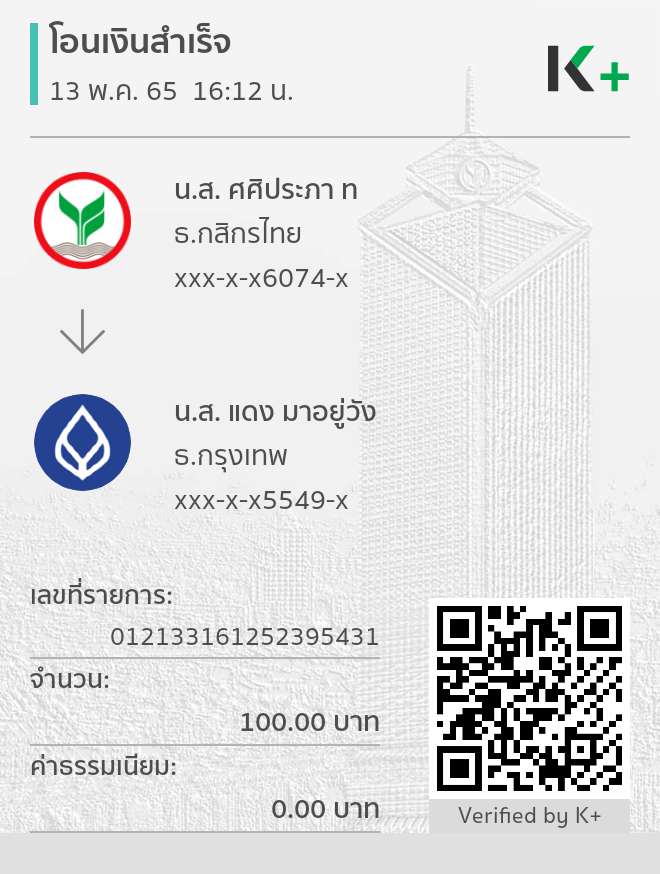 โอนเงินสำเร็จ
13 พ.ค. 65 16:12 น.
K+
น.ส. ศศิประภา ท
ธ.กสิกรไทย
xxx-x-x6074-x
น.ส. แดง มาอยู่วัง
ธ.กรุงเทพ
xxx-x-x5549-x
เลขที่รายการ:
012133161252395431
จำนวน:
100.00 บาท
ค่าธรรมเนียม:
0.00 บาท
Verified by K+